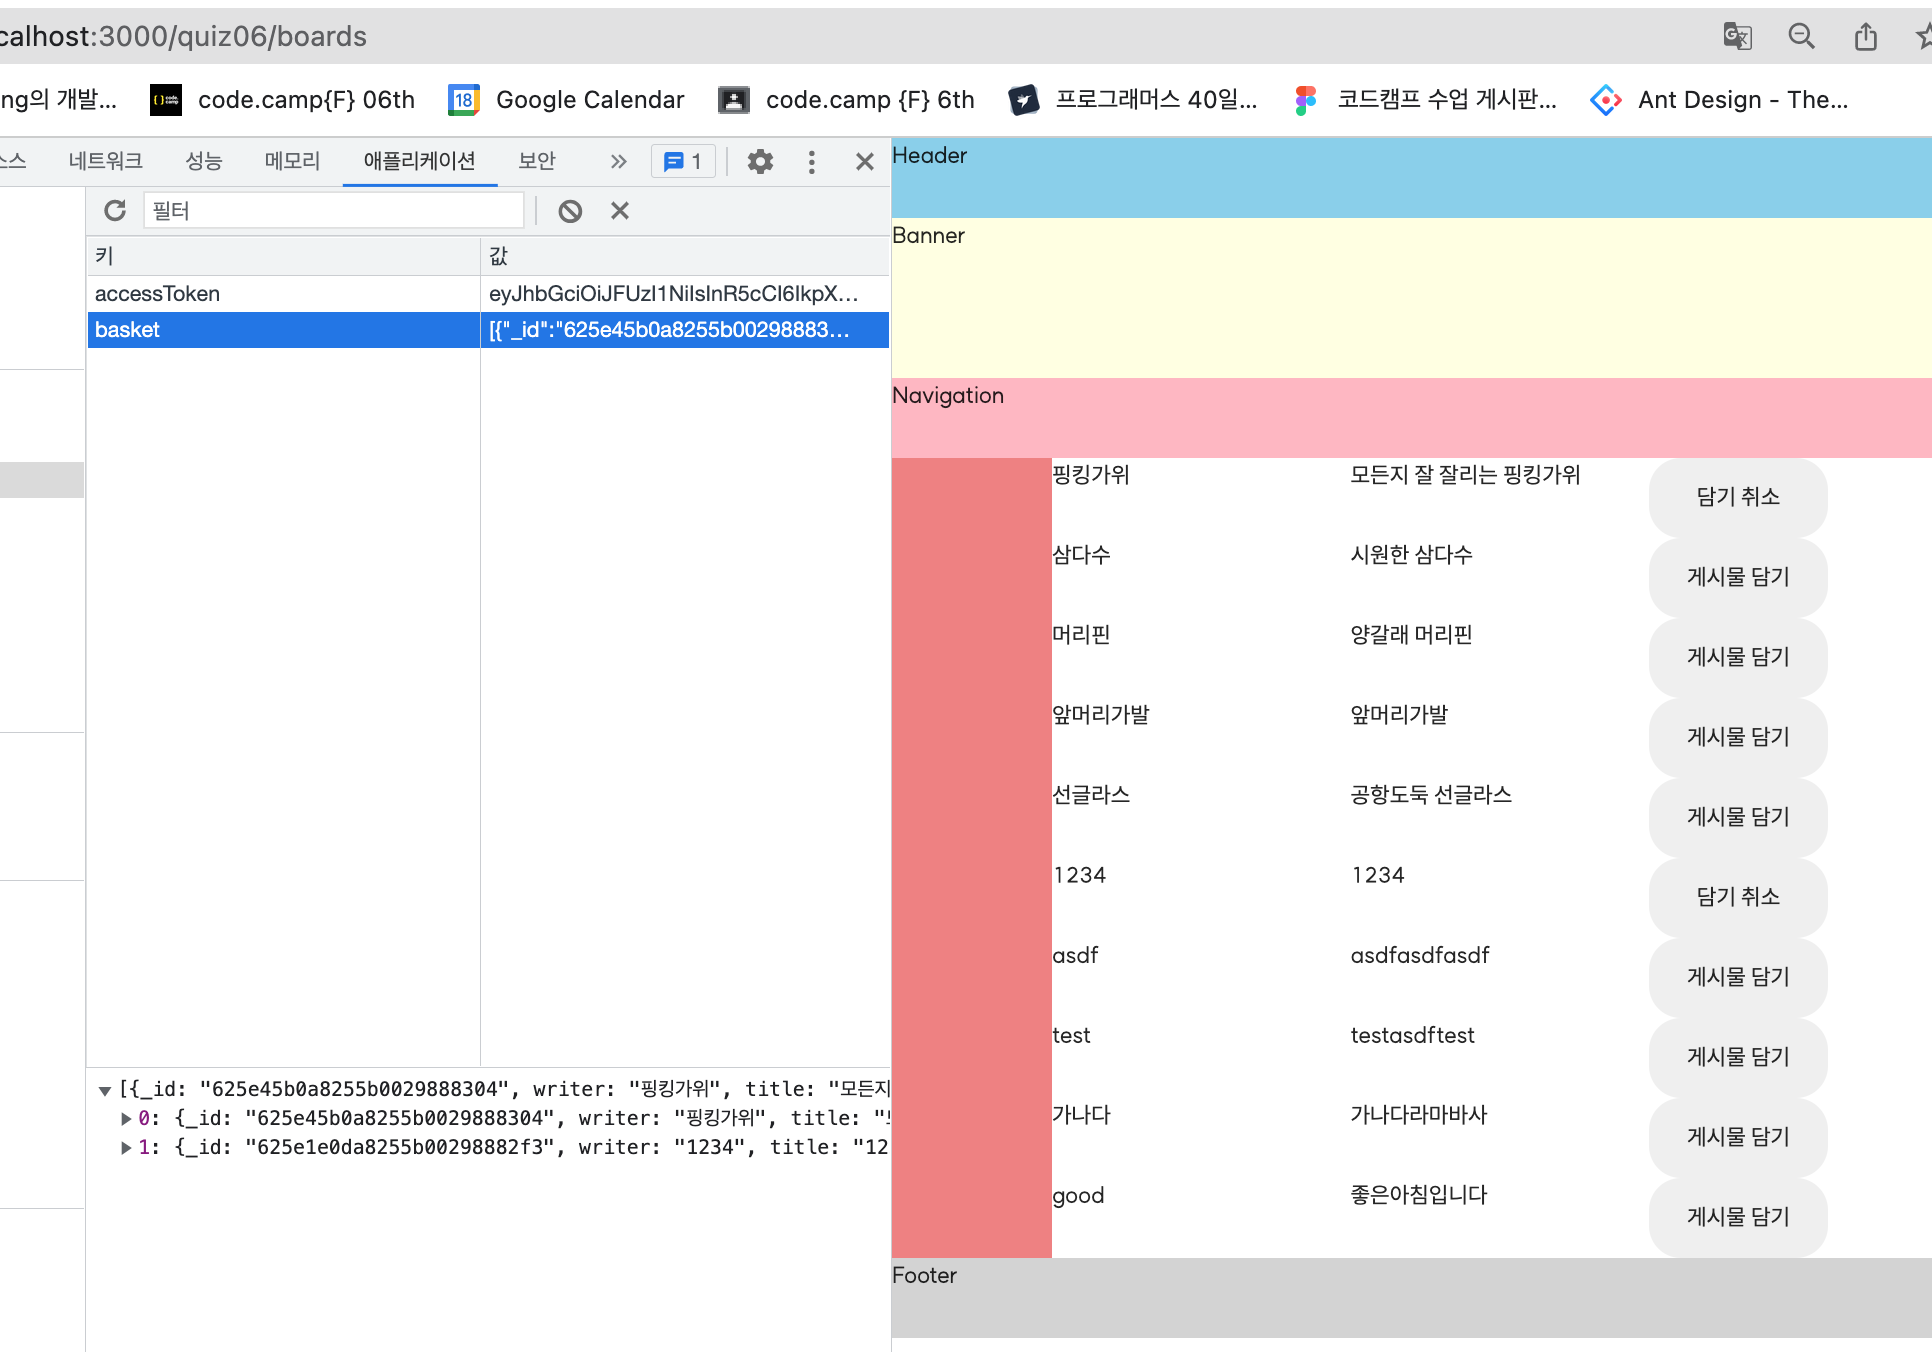 calhost:3000/quiz06/boards
ng의 개발...
code.camp{F} 06th
18
Google Calendar
code.camp {F} 6th
프로그래머스 40일...
코드캠프 수업 게시판...
Ant Design - The...
소스
네트워크
성능
메모리
애플리케이션
보안
1
필터
키
값
accessToken
eyJhbGciOiJFUzI1NiIsInR5cCI6IkpX...
basket
[{"_id":"625e45b0a8255b00298883...
[{_id: "625e45b0a8255b0029888304", writer: "핑킹가위", title: "모든지
0: {_id: "625e45b0a8255b0029888304", writer: "핑킹가위", title: "
1: {_id: "625e1e0da8255b00298882f3", writer: "1234", title: "12
Header
Banner
Navigation
핑킹가위
모든지 잘 잘리는 핑킹가위
담기 취소
삼다수
시원한 삼다수
게시물 담기
머리핀
양갈래 머리핀
게시물 담기
앞머리가발
앞머리가발
게시물 담기
선글라스
공항도둑 선글라스
게시물 담기
1234
1234
담기 취소
asdf
asdfasdfasdf
게시물 담기
test
testasdftest
게시물 담기
가나다
가나다라마바사
게시물 담기
good
좋은아침입니다
게시물 담기
Footer